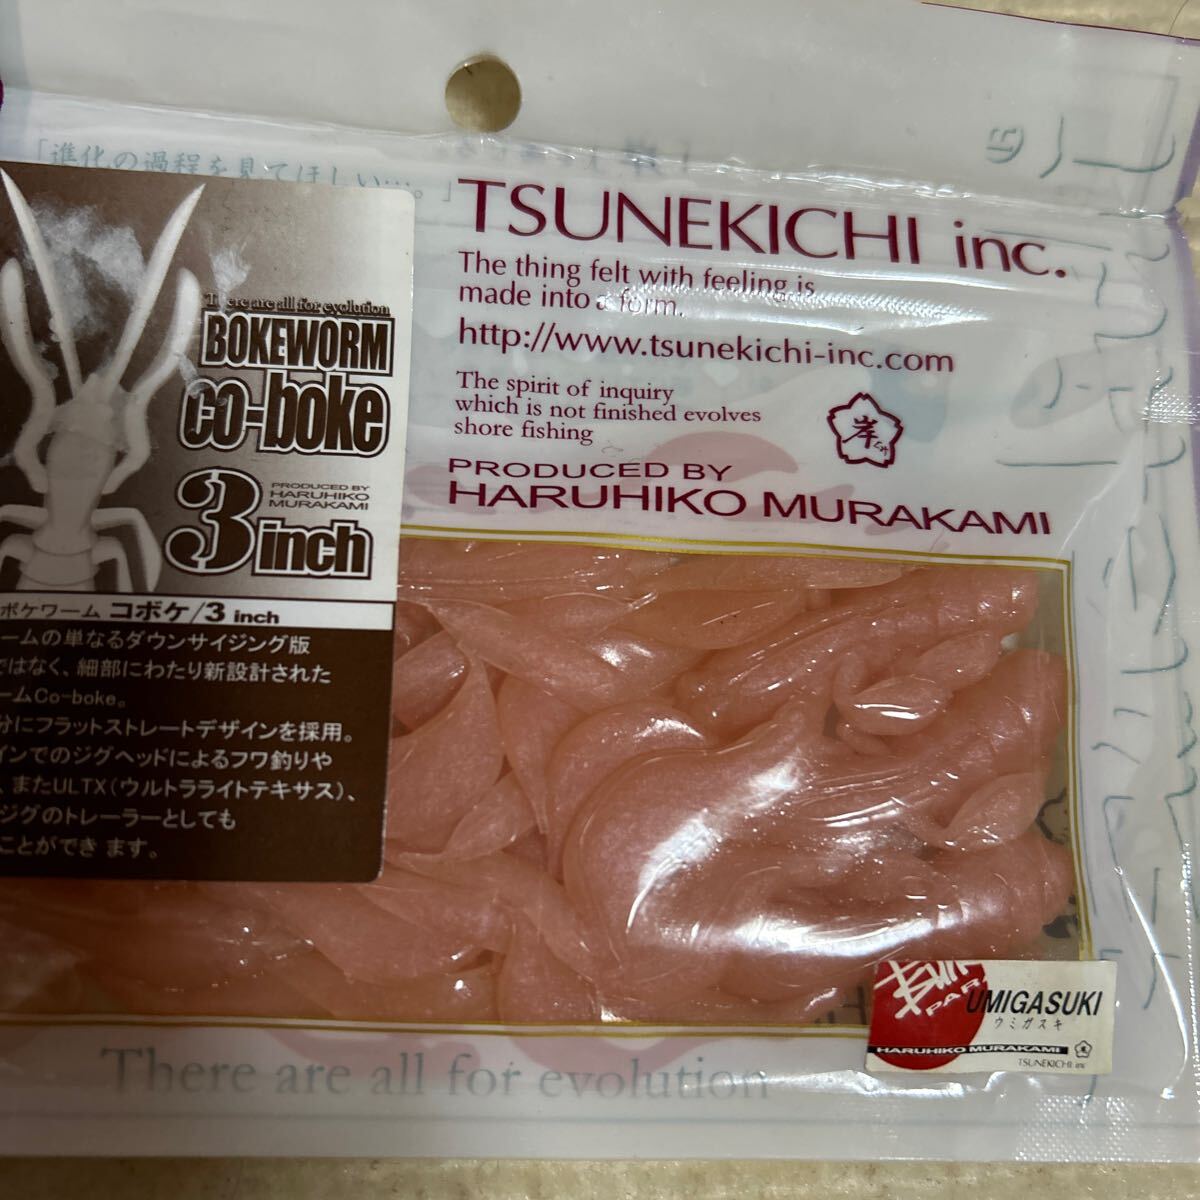 「進化の過程を見てほしい…。」
TSUNEKICHI inc.
The thing felt with feeling is
made into a form.
http://www.tsunekichi-inc.com
The spirit of inquiry
which is not finished evolves
shore fishing
岸
PRODUCED BY
HARUHIKO MURAKAMI
There are all for evolution
BOKEWORM
co-boke
3 inch
PRODUCED BY
HARUHIKO
MURAKAMI
ボケワーム コボケ/3 inch
ームの単なるダウンサイジング版
ではなく、細部にわたり新設計された
ームCo-boke。
分にフラットストレートデザインを採用。
インでのジグヘッドによるフワ釣りや
、またULTX(ウルトラライトテキサス)、
ジグのトレーラーとしても
ことができ ます。
UMIGASUKI
ウミガスキ
HARUHIKO MURAKAMI
TSUNEKICHI inc
There are all for evolution